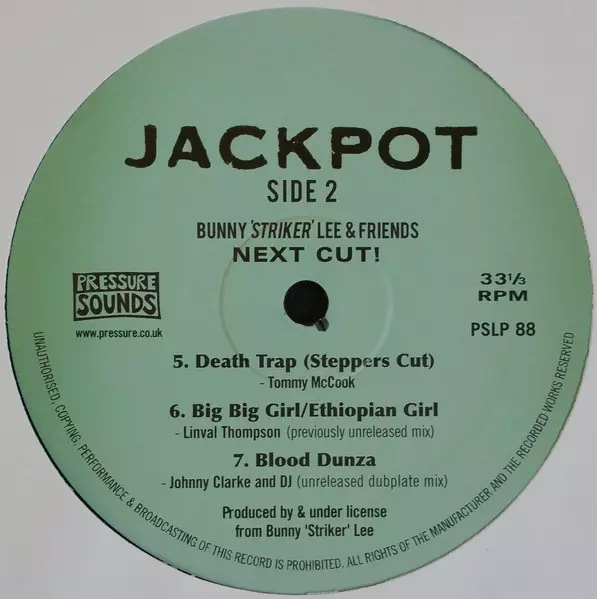 JACKPOT
SIDE 2
BUNNY 'STRIKER' LEE & FRIENDS
NEXT CUT!
PRESSURE
SOUNDS
www.pressure.co.uk
33 1/3
RPM
PSLP 88
5. Death Trap (Steppers Cut)
- Tommy McCook
6. Big Big Girl/Ethiopian Girl
- Linval Thompson (previously unreleased mix)
7. Blood Dunza
- Johnny Clarke and DJ (unreleased dubplate mix)
Produced by & under license
from Bunny 'Striker' Lee
UNAUTHORISED, COPYING, PERFORMANCE & BROADCASTING OF THIS RECORD IS PROHIBITED. ALL RIGHTS OF THE MANUFACTURER AND THE RECORDED WORKS RESERVED